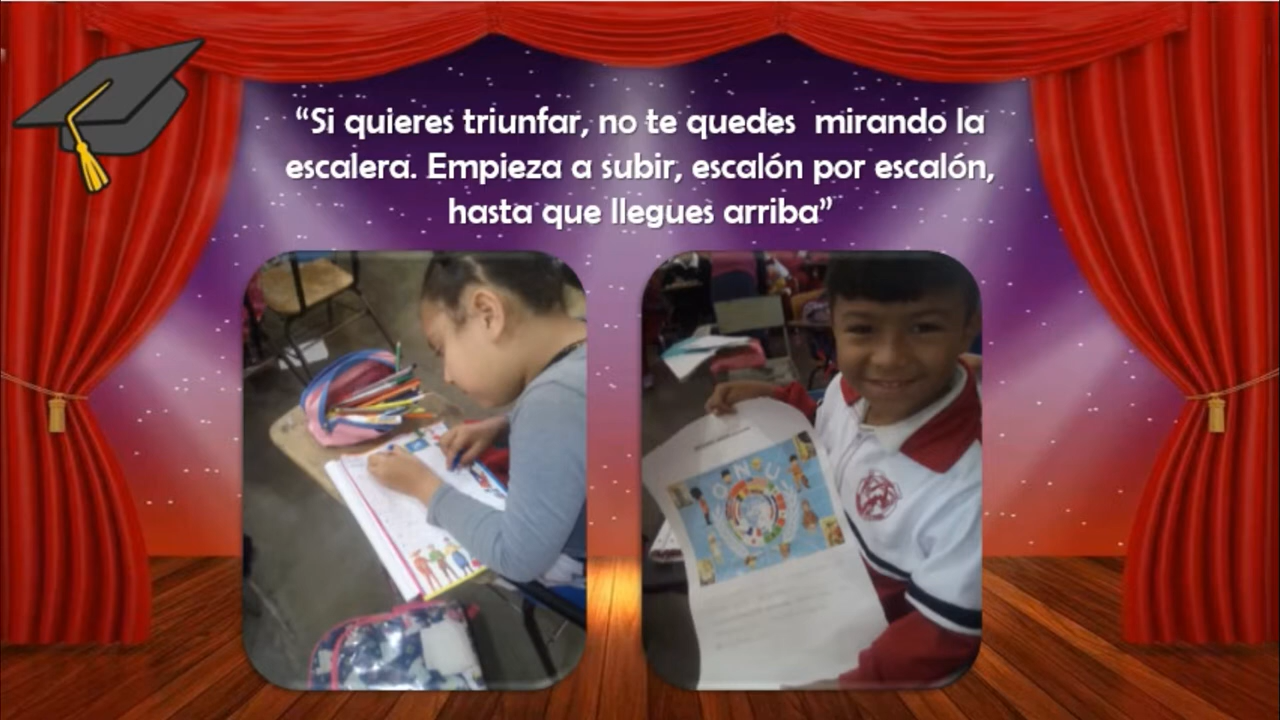 “Si quieres triunfar, no te quedes  mirando la
escalera. Empieza a subir, escalón por escalón,
hasta que llegues arriba”
O N U